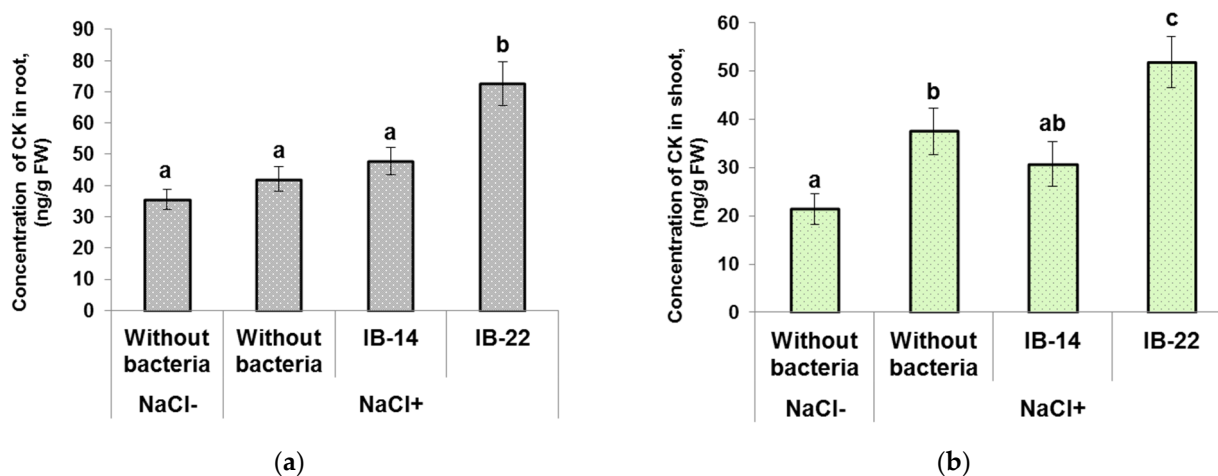 Concentration of CK in root,
(ng/g FW)
90
80
70
60
50
40
30
20
10
0
a
a
a
b
Without
bacteria
Without
bacteria
IB-14
IB-22
NaCl-
NaCl+
(a)
Concentration of CK in shoot,
(ng/g FW)
60
50
40
30
20
10
0
a
b
ab
c
Without
bacteria
Without
bacteria
IB-14
IB-22
NaCl-
NaCl+
(b)